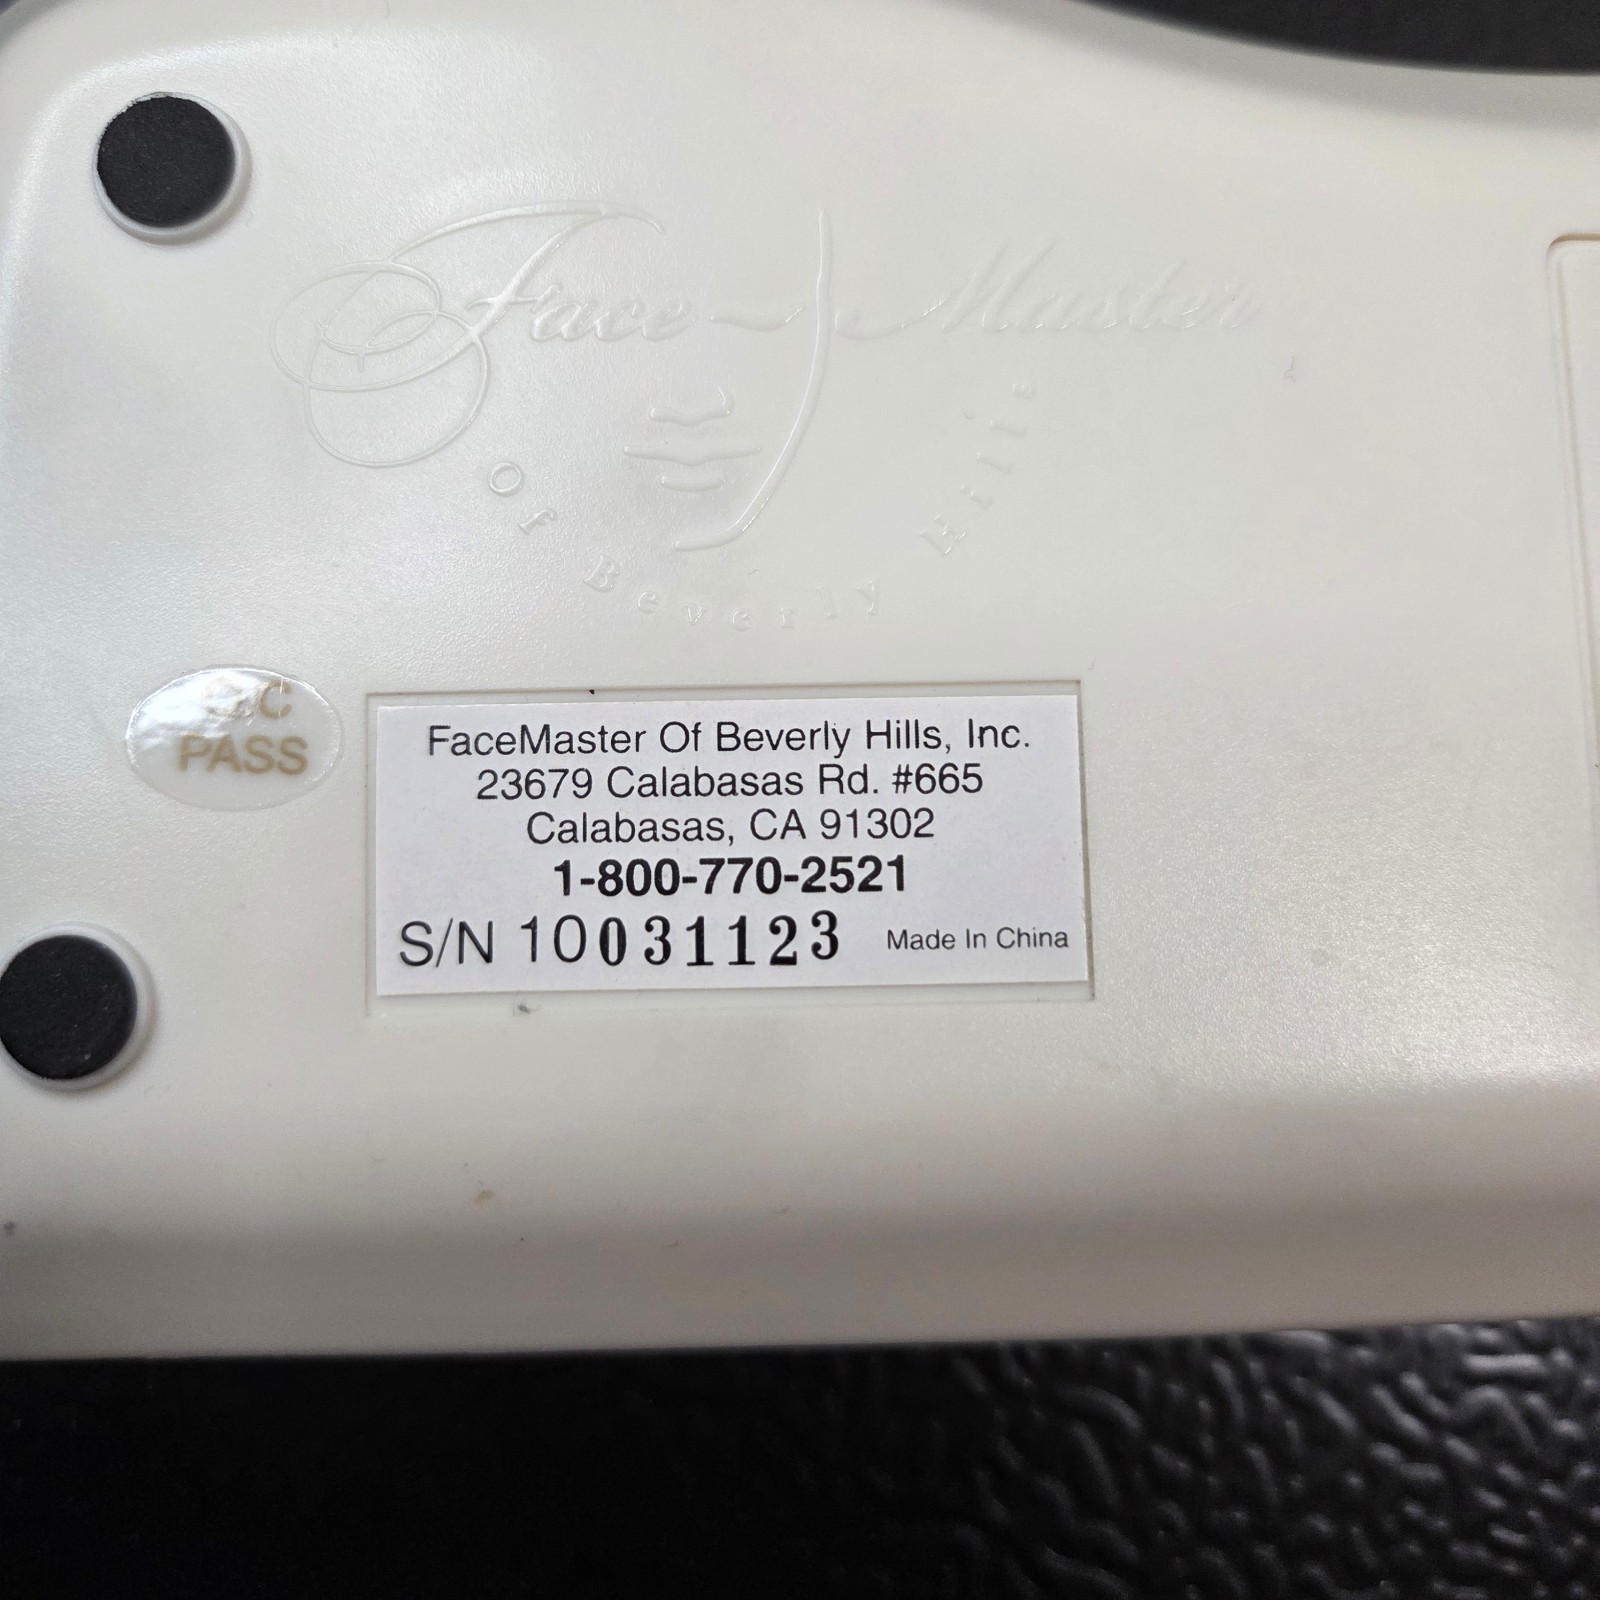 Face Master
Of Beverly Hills
QC
PASS
FaceMaster Of Beverly Hills, Inc.
23679 Calabasas Rd. #665
Calabasas, CA 91302
1-800-770-2521
S/N 10031123 Made In China